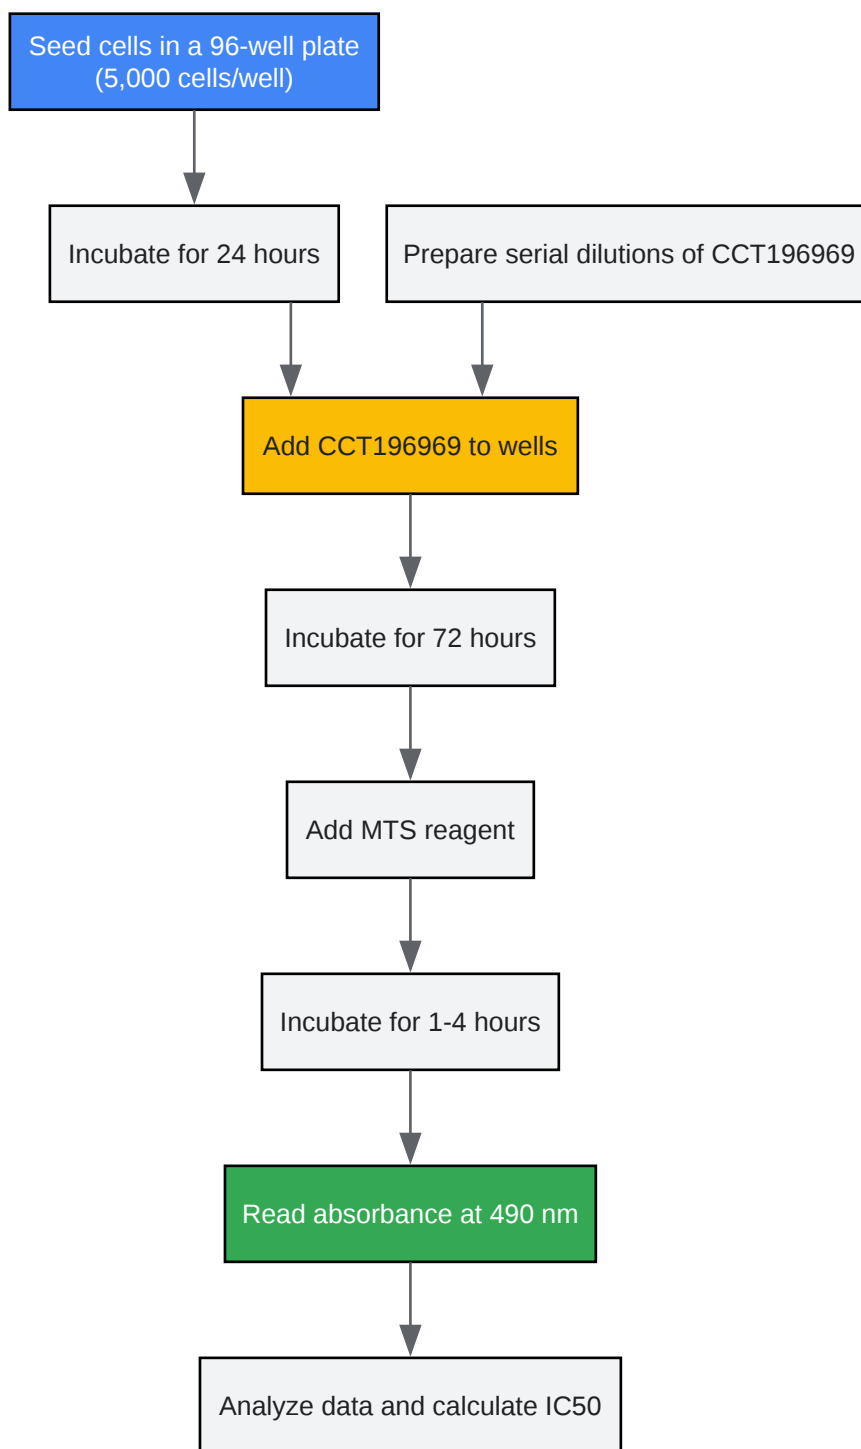 Seed cells in a 96-well plate
(5,000 cells/well)
Incubate for 24 hours
Prepare serial dilutions of CCT196969
Add CCT196969 to wells
Incubate for 72 hours
Add MTS reagent
Incubate for 1-4 hours
Read absorbance at 490 nm
Analyze data and calculate IC50